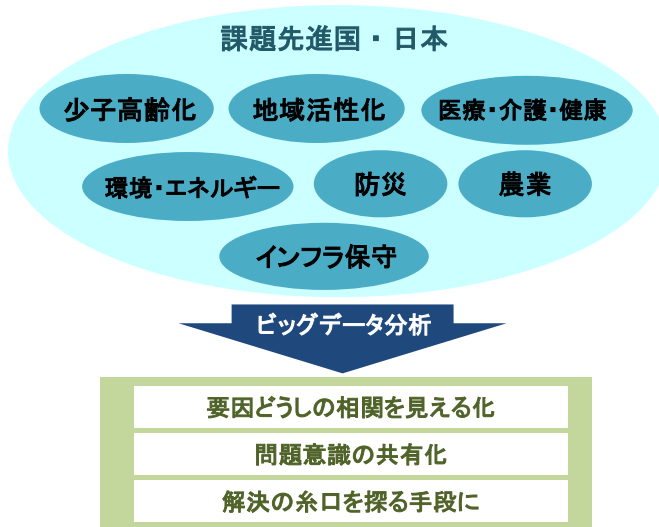 課題先進国・日本
少子高齢化
地域活性化
医療・介護・健康
環境・エネルギー
防災
農業
インフラ保守
ビッグデータ分析
要因どうしの相関を見える化
問題意識の共有化
解決の糸口を探る手段に